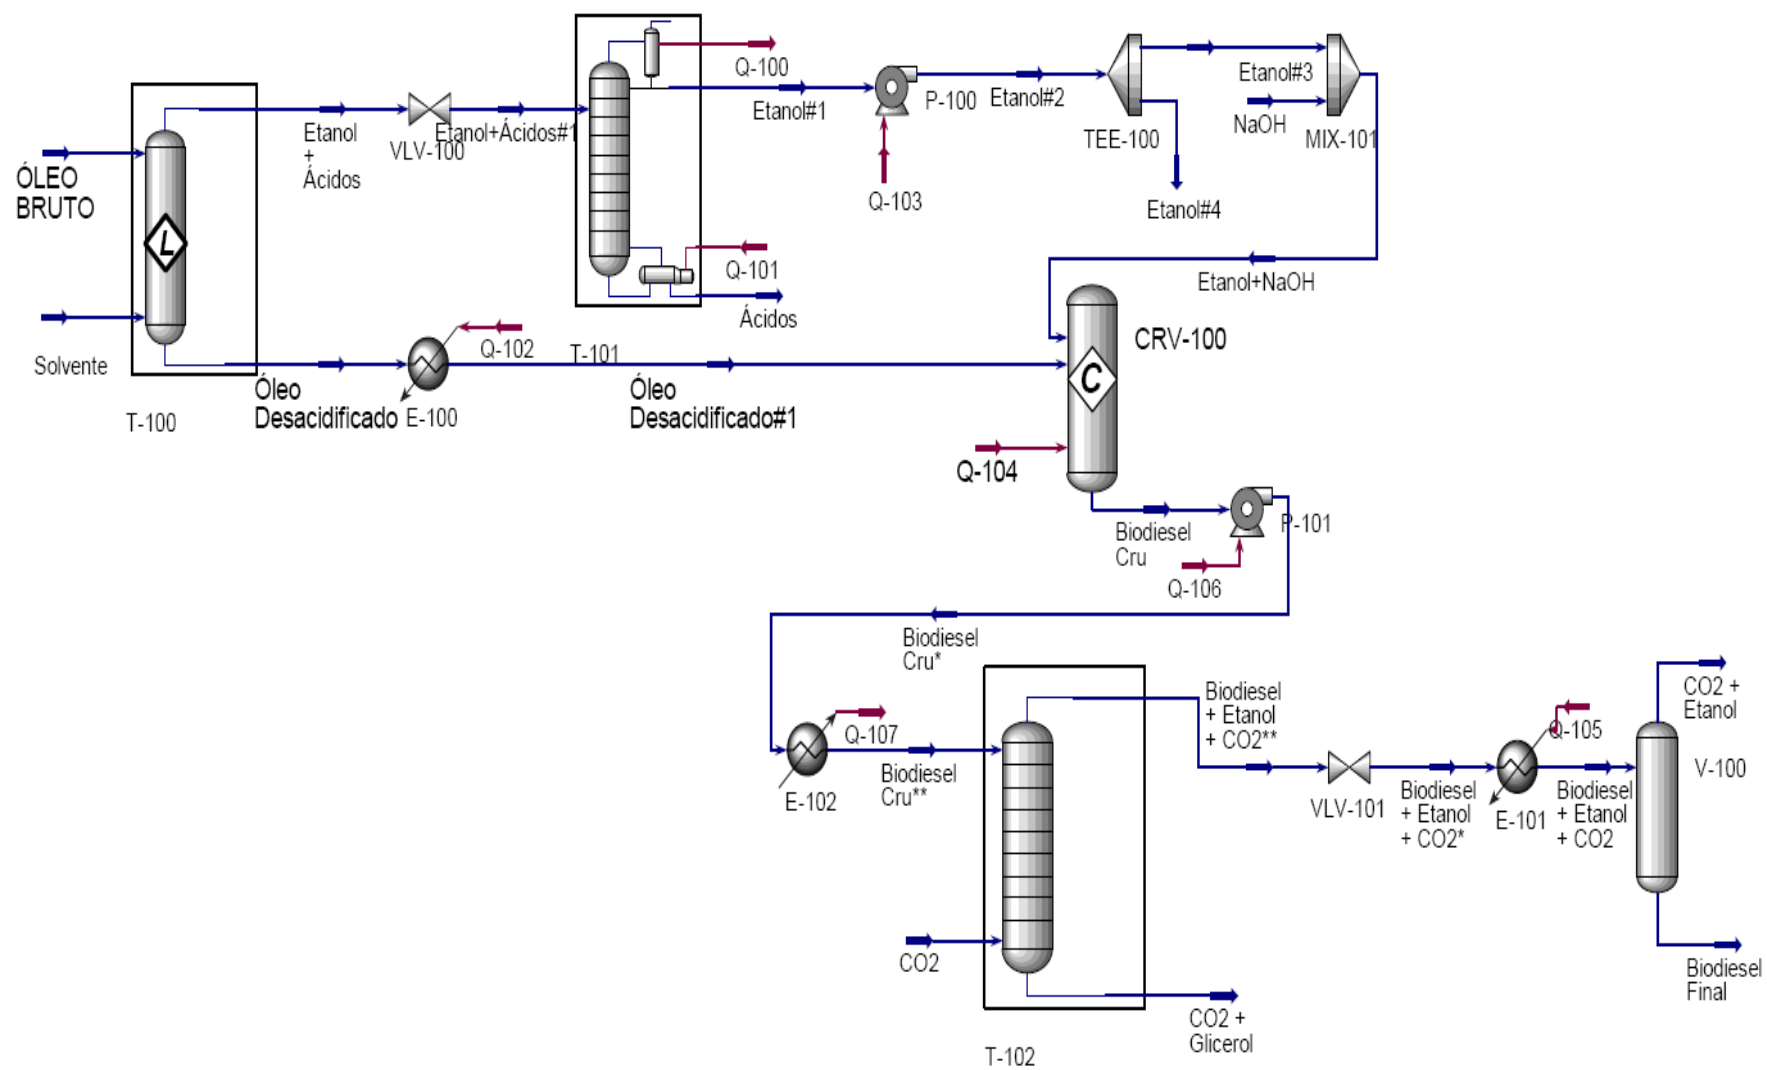 Q-100
Etanol#1
P-100
Etanol#2
Etanol#3
NaOH
MIX-101
TEE-100
Etanol#4
Q-103
ÓLEO
BRUTO
Etanol
+
Ácidos
VLV-100
Etanol+Ácidos#1
Q-101
Ácidos
Etanol+NaOH
L
Solvente
T-100
Óleo
Desacidificado
E-100
Q-102
T-101
Óleo
Desacidificado#1
CRV-100
C
Q-104
Biodiesel
Cru
P-101
Q-106
Biodiesel
Cru*
Q-107
E-102
Biodiesel
Cru**
Biodiesel
+ Etanol
+ CO2**
VLV-101
Biodiesel
+ Etanol
+ CO2*
Q-105
E-101
Biodiesel
+ Etanol
+ CO2
CO2 +
Etanol
V-100
Biodiesel
Final
CO2
CO2 +
Glicerol
T-102